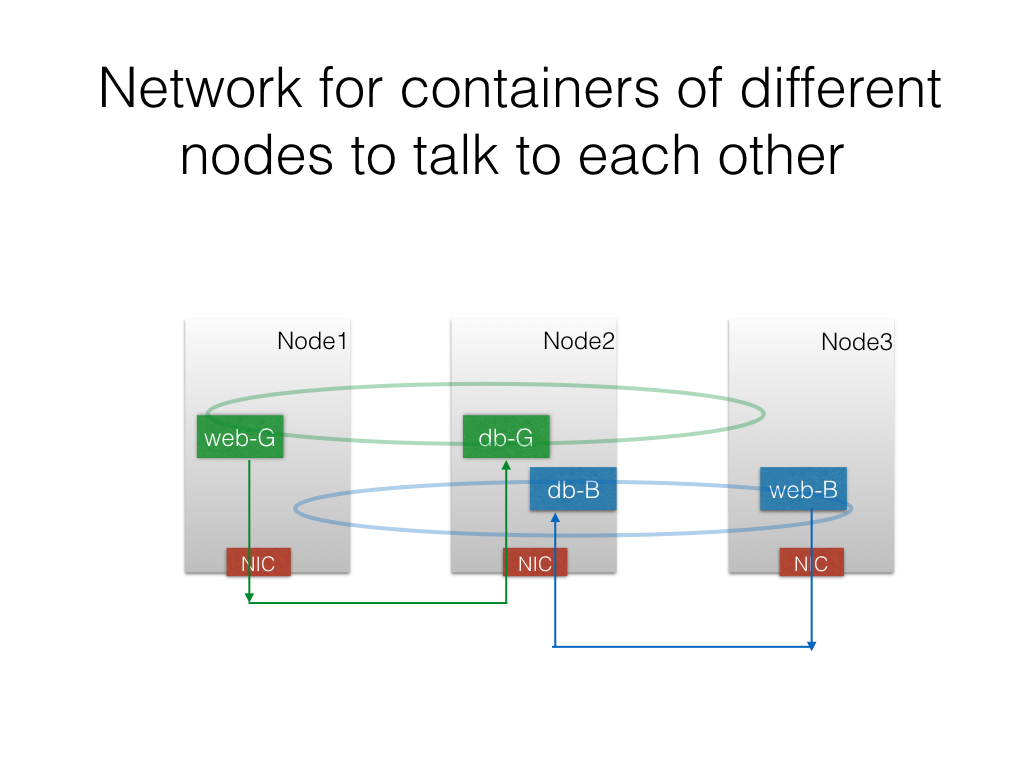 Network for containers of different
nodes to talk to each other
Node1
Node2
Node3
web-G
db-G
db-B
web-B
NIC
NIC
NIC